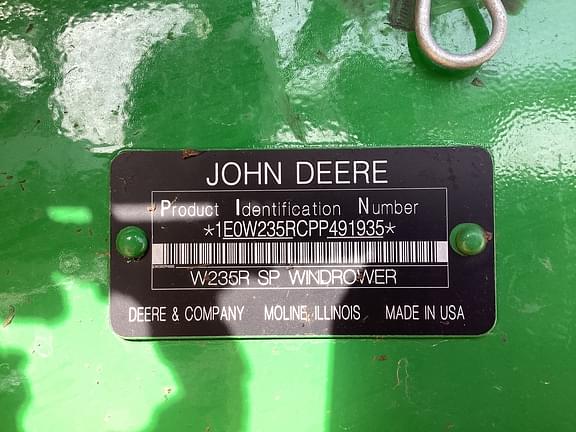 JOHN DEERE
Product Identification Number
*1E0W235RCPP491935*
W235R SP WINDROWER
DEERE & COMPANY MOLINE, ILLINOIS MADE IN USA